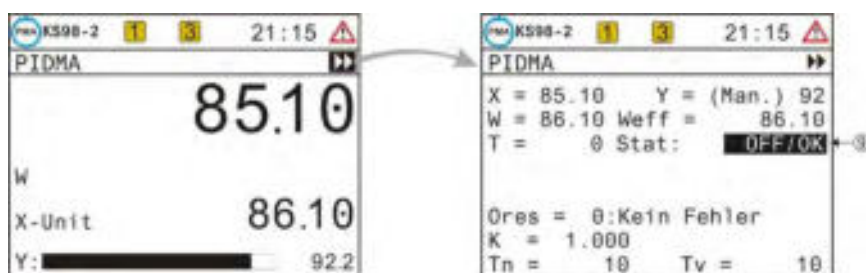 PMA KS98-2 1 3 21:15
PIDMA
85.10
W
X-Unit 86.10
Y: 92.2
PMA KS98-2 1 3 21:15
PIDMA
X = 85.10 Y = (Man.) 92
W = 86.10 Weff = 86.10
T = 0 Stat: OFF/OK
Ores = 0:Kein Fehler
K = 1.000
Tn = 10 Tv = 10